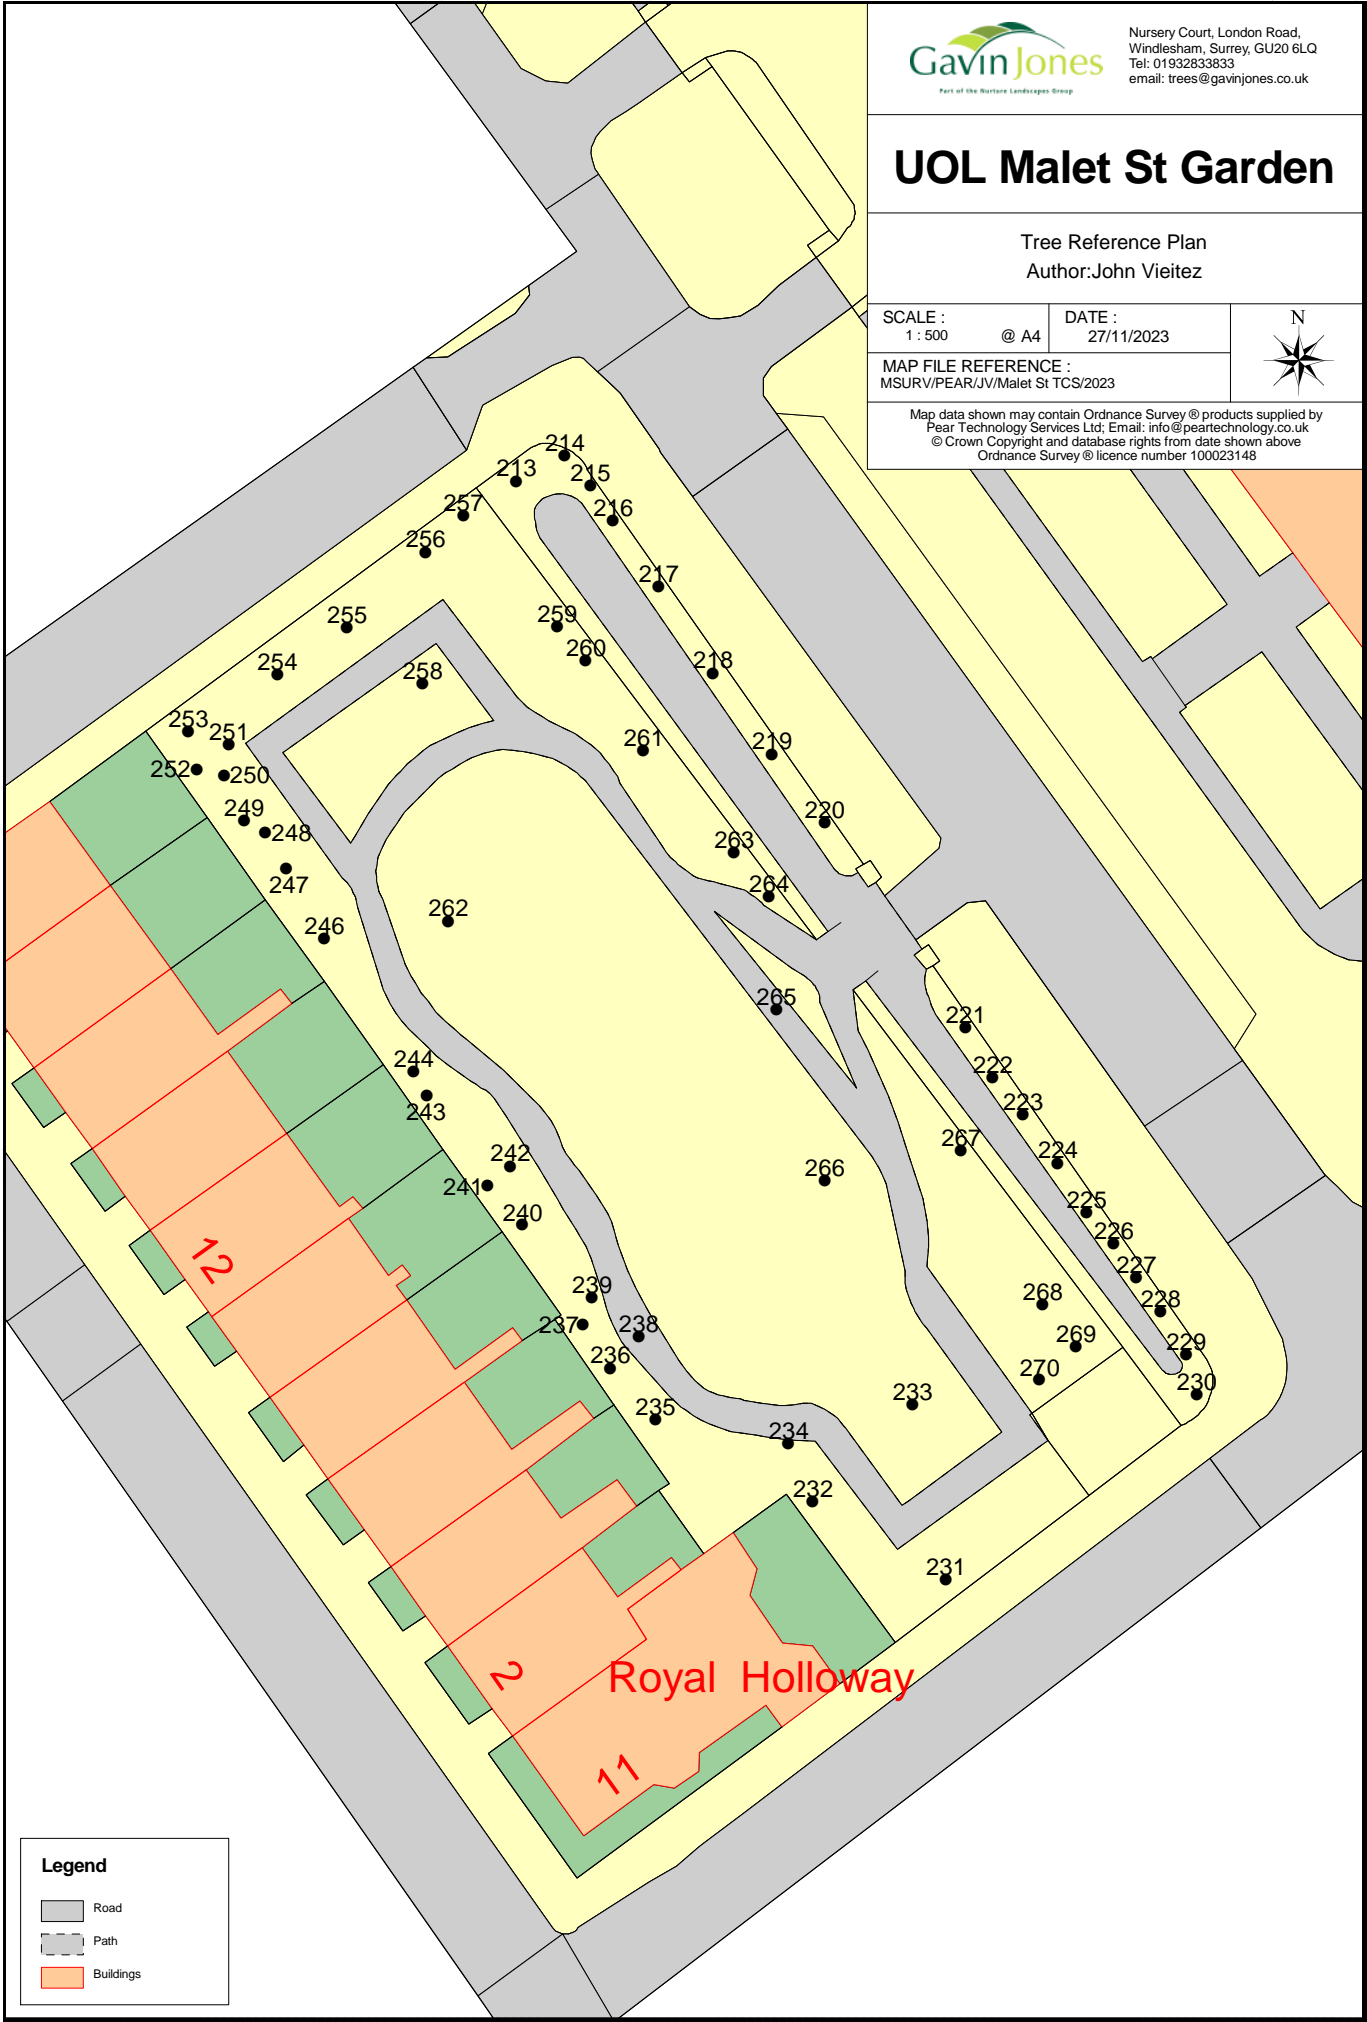 Gavin Jones
Part of the Nurture Landscapes Group
Nursery Court, London Road,
Windlesham, Surrey, GU20 6LQ
Tel: 01932833833
email: trees@gavinjones.co.uk
UOL Malet St Garden
Tree Reference Plan
Author:John Vieitez
SCALE :
1 : 500 @ A4
DATE :
27/11/2023
N
MAP FILE REFERENCE :
MSURV/PEAR/JV/Malet St TCS/2023
Map data shown may contain Ordnance Survey ® products supplied by
Pear Technology Services Ltd; Email: info@peartechnology.co.uk
© Crown Copyright and database rights from date shown above
Ordnance Survey ® licence number 100023148
214
213
215
257
216
256
217
259
255
260
254
218
258
253
251
219
261
252
250
249
220
248
263
247
264
262
246
265
221
244
222
243
223
267
242
224
266
241
225
240
226
12
227
239
268
228
237
238
269
229
236
270
230
233
235
234
232
231
2
Royal Holloway
11
Legend
Road
Path
Buildings